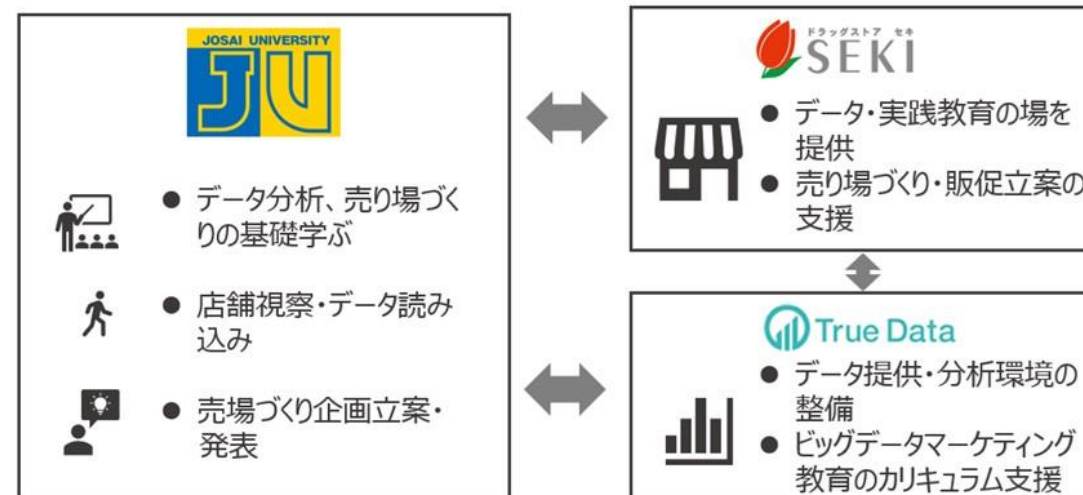 JOSAI UNIVERSITY
JU
データ分析、売り場づく
りの基礎学ぶ
店舗視察・データ読み
込み
売場づくり企画立案・
発表
ドラッグストア セキ
SEKI
データ・実践教育の場を
提供
売り場づくり・販促立案の
支援
True Data
データ提供・分析環境の
整備
ビッグデータマーケティング
教育のカリキュラム支援